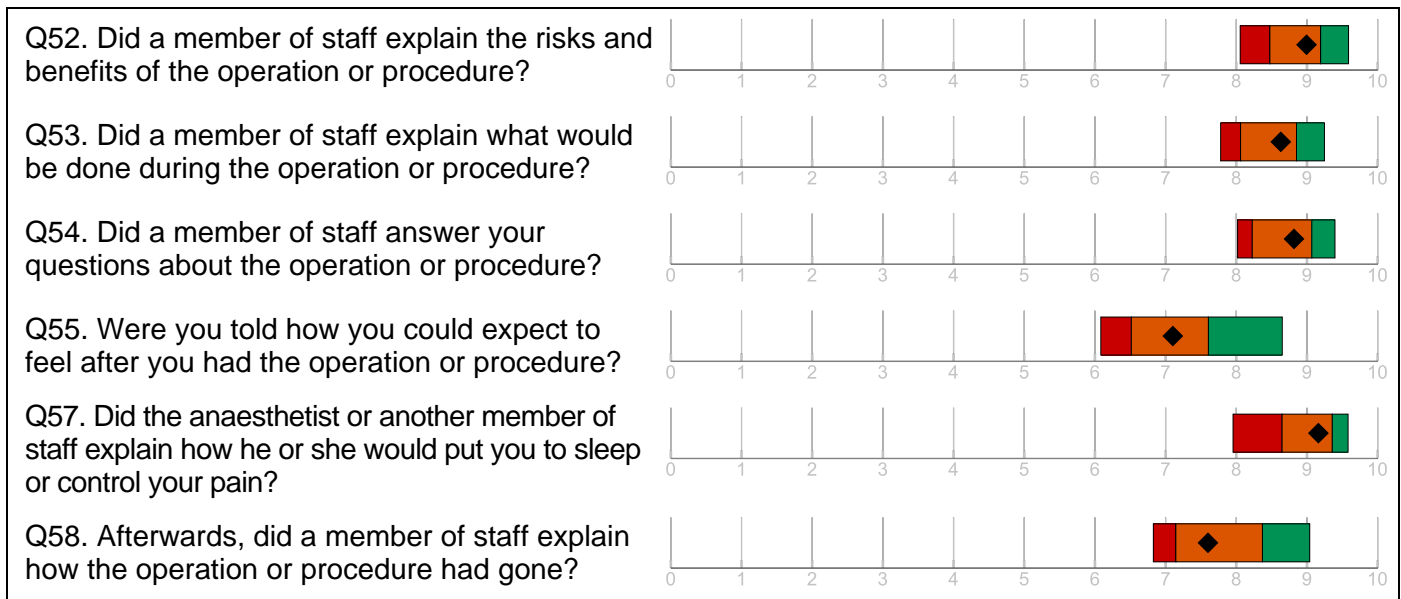 Q52. Did a member of staff explain the risks and
benefits of the operation or procedure?
0 1 2 3 4 5 6 7 8 9 10
Q53. Did a member of staff explain what would
be done during the operation or procedure?
0 1 2 3 4 5 6 7 8 9 10
Q54. Did a member of staff answer your
questions about the operation or procedure?
0 1 2 3 4 5 6 7 8 9 10
Q55. Were you told how you could expect to
feel after you had the operation or procedure?
0 1 2 3 4 5 6 7 8 9 10
Q57. Did the anaesthetist or another member of
staff explain how he or she would put you to sleep
or control your pain?
0 1 2 3 4 5 6 7 8 9 10
Q58. Afterwards, did a member of staff explain
how the operation or procedure had gone?
0 1 2 3 4 5 6 7 8 9 10